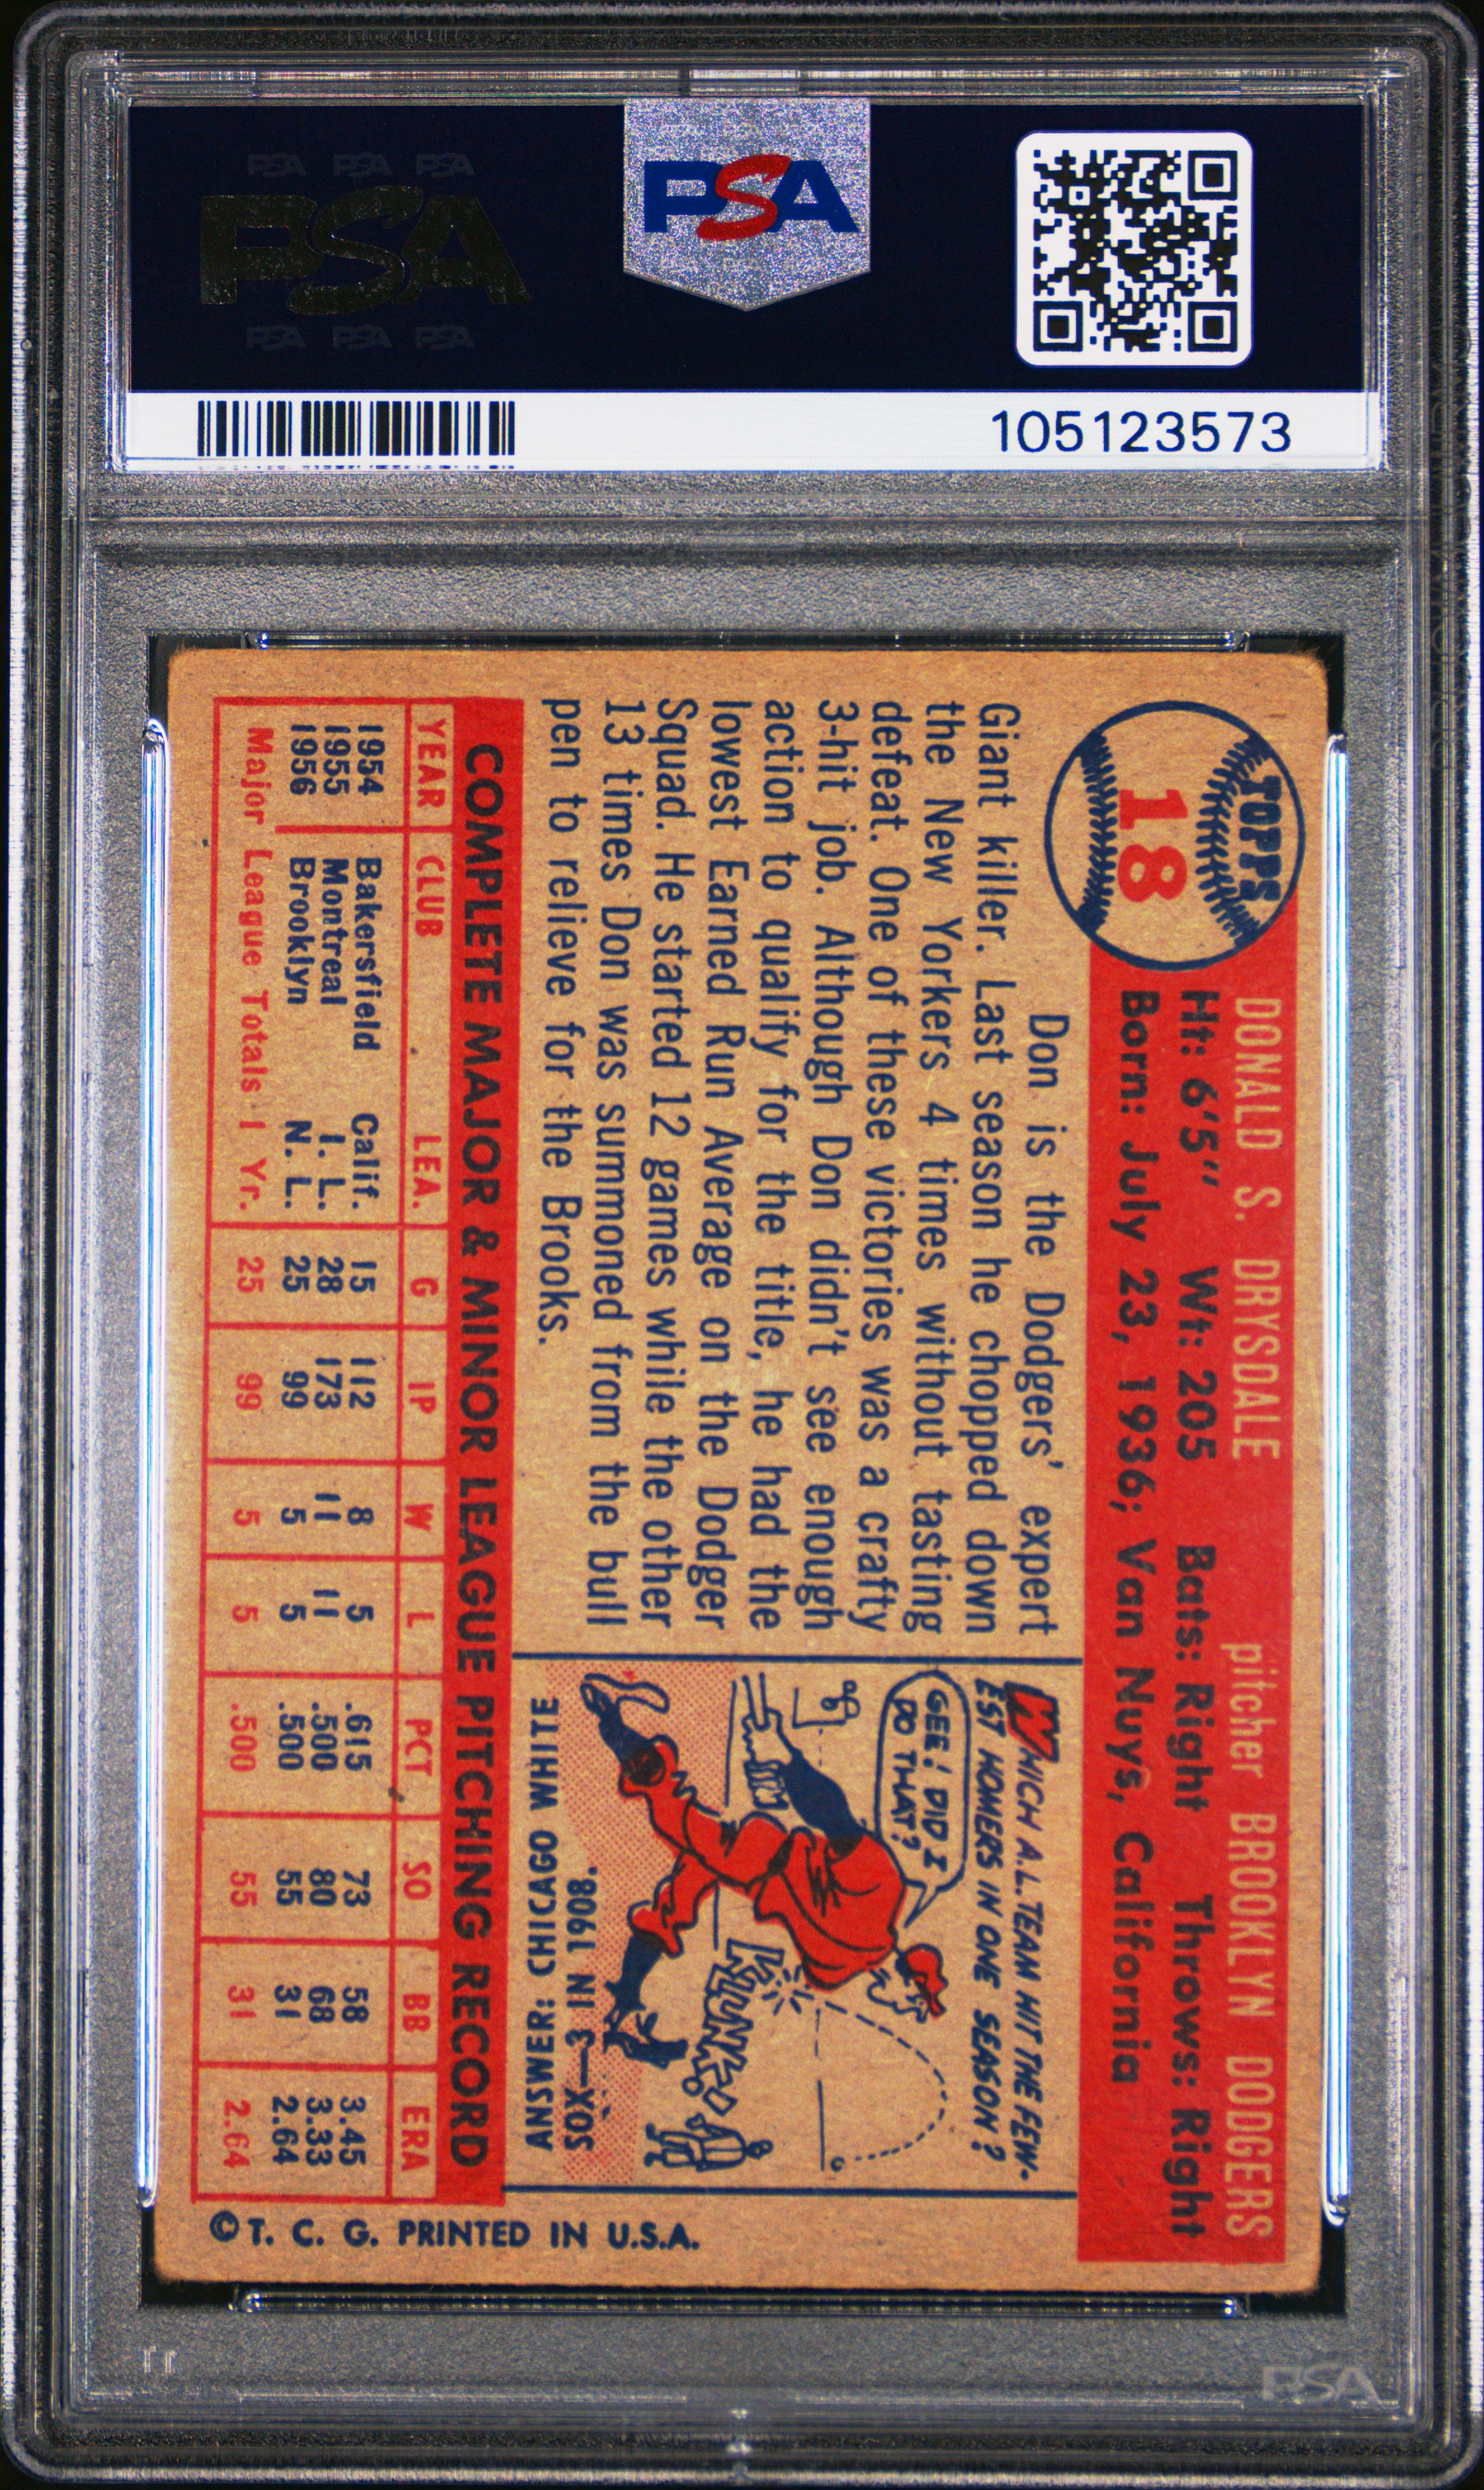 PSA PSA PSA
PSA
PSA PSA PSA
PSA
105123573
TOPPS
18
DONALD S. DRYSDALE pitcher BROOKLYN DODGERS
Ht: 6'5" Wt: 205 Bats: Right Throws: Right
Born: July 23, 1936; Van Nuys, California
Don is the Dodgers' expert
Giant killer. Last season he chopped down
the New Yorkers 4 times without tasting
defeat. One of these victories was a crafty
3-hit job. Although Don didn't see enough
action to qualify for the title, he had the
lowest Earned Run Average on the Dodger
Squad. He started 12 games while the other
13 times Don was summoned from the bull
pen to relieve for the Brooks.
WHICH A.L. TEAM HIT THE FEW-
EST HOMERS IN ONE SEASON?
GEE! DID I
DO THAT?
KLUNK!
ANSWER: CHICAGO WHITE
SOX—3 IN 1908.
COMPLETE MAJOR & MINOR LEAGUE PITCHING RECORD
YEAR CLUB LEA. G IP W L PCT SO BB ERA
1954 Bakersfield Calif. 15 112 8 5 .615 73 58 3.45
1955 Montreal I. L. 28 173 11 11 .500 80 68 3.33
1956 Brooklyn N. L. 25 99 5 5 .500 55 31 2.64
Major League Totals 1 Yr. 25 99 5 5 .500 55 31 2.64
© T. C. G. PRINTED IN U.S.A.
PSA